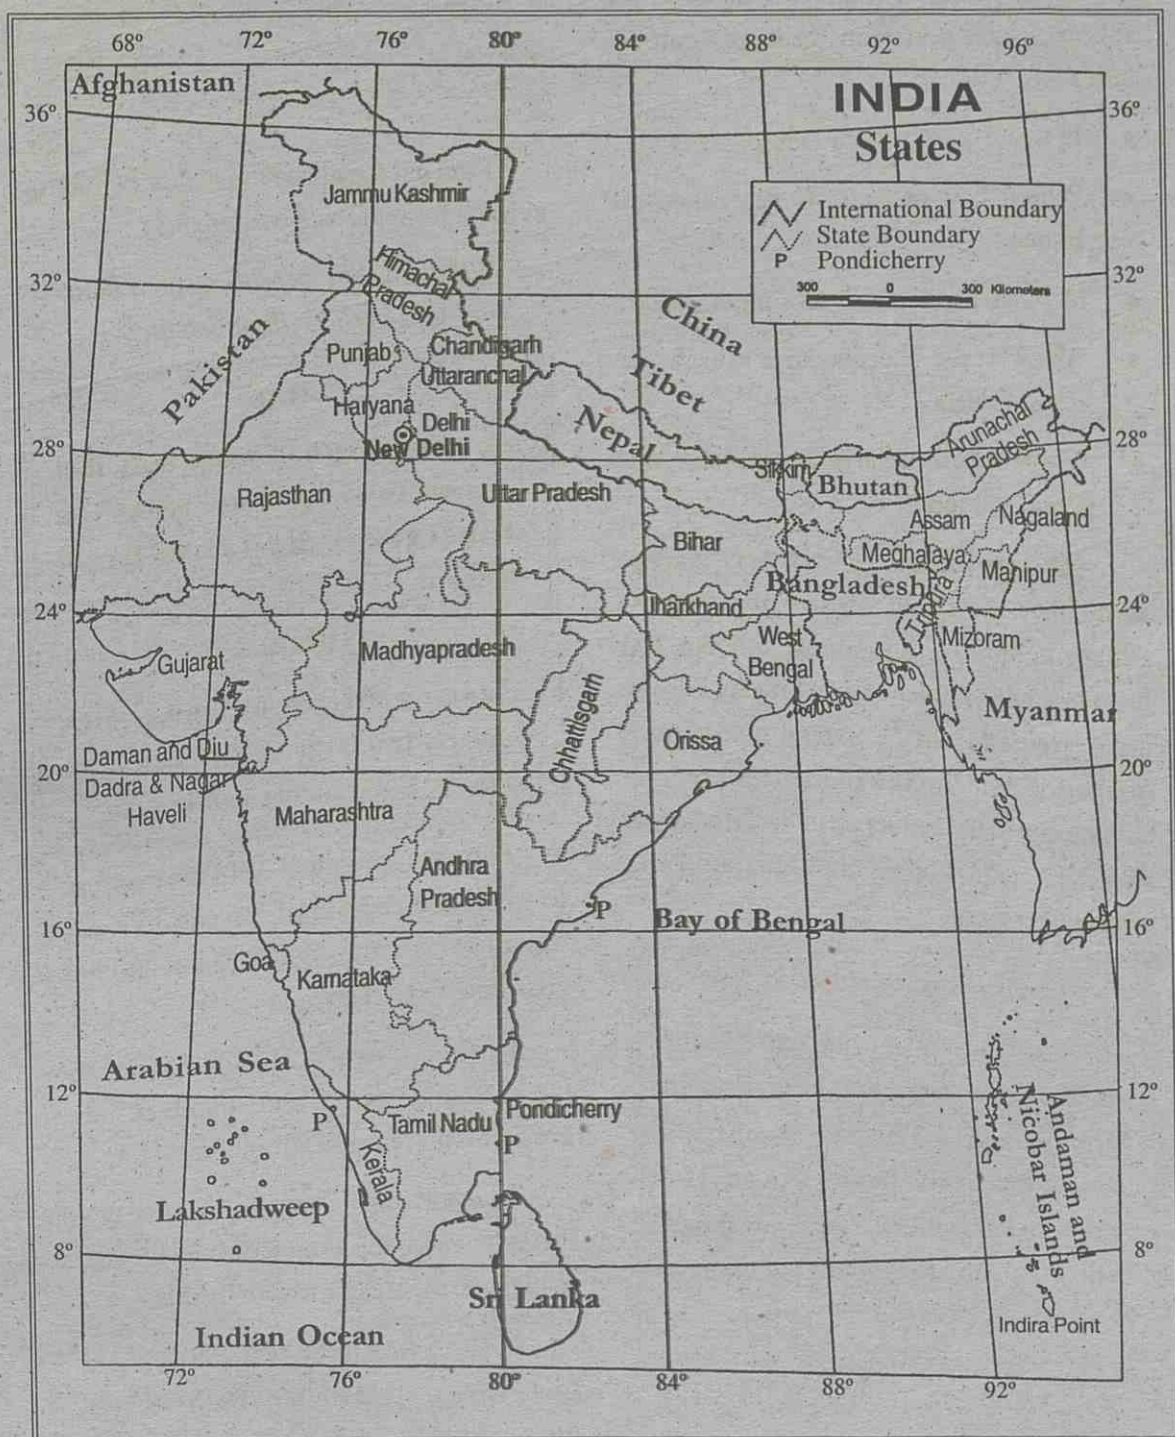 68° 72° 76° 80° 84° 88° 92° 96°
Afghanistan
INDIA
States
36°
36°
International Boundary
State Boundary
P Pondicherry
300 0 300 Kilometers
Jammu Kashmir
Himachal
Pradesh
32°
32°
China
Tibet
Pakistan
Punjab
Chandigarh
Uttaranchal
Haryana
Delhi
New Delhi
Nepal
28°
28°
Sikkim
Bhutan
Arunachal
Pradesh
Rajasthan
Uttar Pradesh
Assam
Nagaland
Bihar
Meghalaya
Manipur
Bangladesh
Tripura
24°
24°
Jharkhand
West
Bengal
Mizoram
Gujarat
Madhyapradesh
Chhattisgarh
Orissa
Myanmar
Daman and Diu
20°
20°
Dadra & Nagar
Haveli
Maharashtra
Andhra
Pradesh
P
Bay of Bengal
16°
16°
Goa
Karnataka
Arabian Sea
12°
12°
P
Tamil Nadu
Pondicherry
P
Kerala
Andaman and
Nicobar Islands
Lakshadweep
8°
8°
Sri Lanka
Indian Ocean
Indira Point
72° 76° 80° 84° 88° 92°